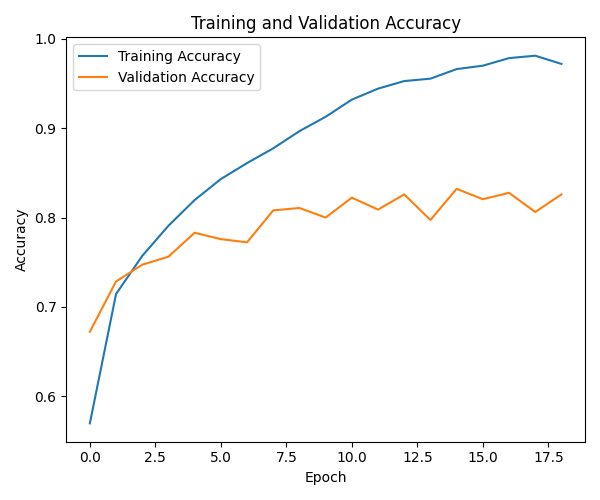 Training and Validation Accuracy
Training Accuracy
Validation Accuracy
1.0
0.9
0.8
0.7
0.6
Accuracy
0.0 2.5 5.0 7.5 10.0 12.5 15.0 17.5
Epoch